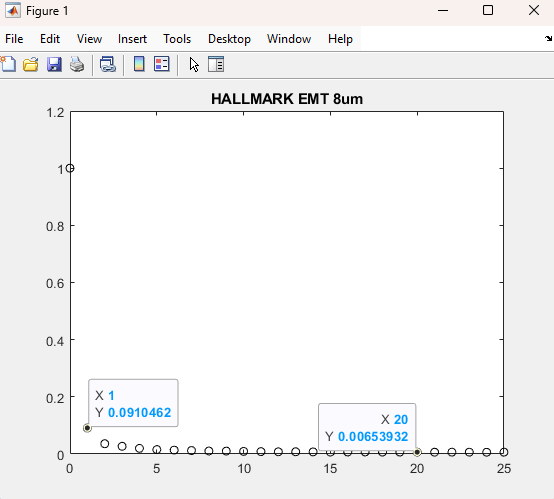 Figure 1
File Edit View Insert Tools Desktop Window Help
HALLMARK EMT 8um
1.2
1
0.8
0.6
0.4
0.2
0
X 1
Y 0.0910462
X 20
Y 0.00653932
0 5 10 15 20 25